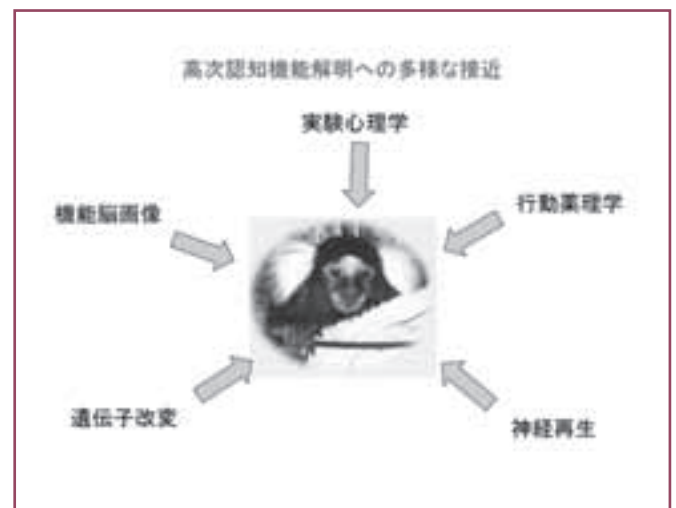 高次認知機能解明への多様な接近
実験心理学
機能脳画像
行動薬理学
遺伝子改変
神経再生